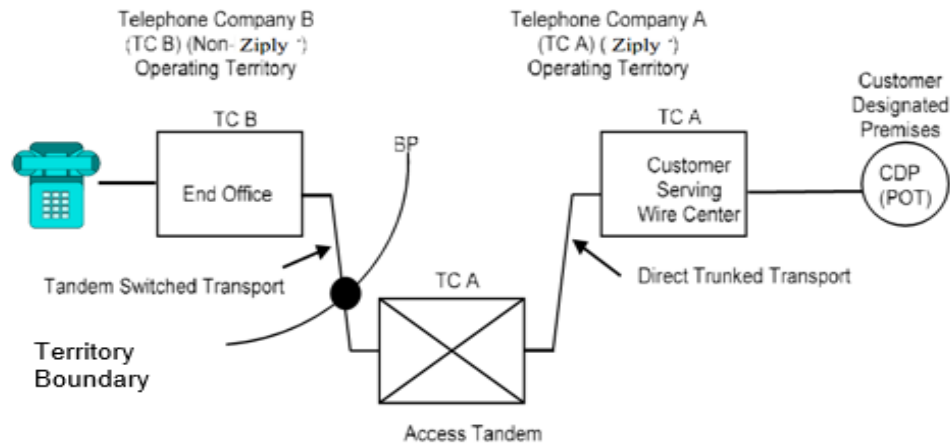 Telephone Company B
(TC B) (Non- Ziply )
Operating Territory
Telephone Company A
(TC A) ( Ziply )
Operating Territory
Customer
Designated
Premises
TC B
End Office
BP
TC A
Customer
Serving
Wire Center
CDP
(POT)
Tandem Switched Transport
TC A
Direct Trunked Transport
Territory
Boundary
Access Tandem